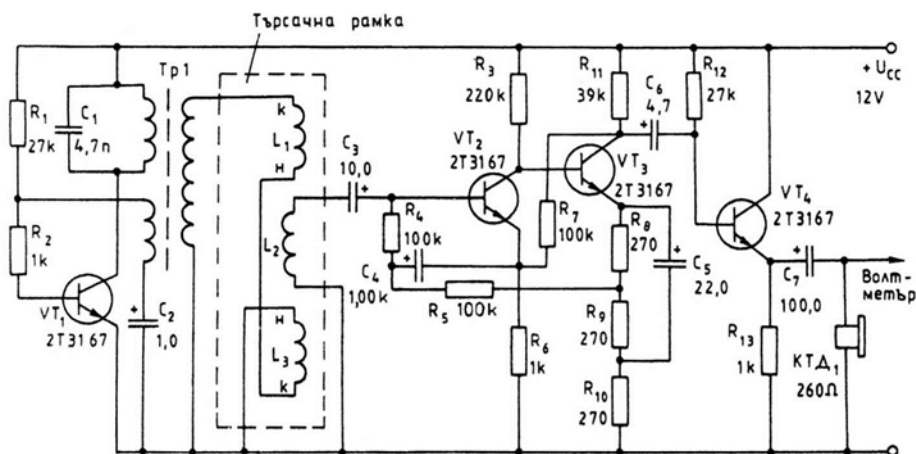 Търсачна рамка
Тр1
R₁
27k
C₁
4,7n
R₂
1k
VT₁
2T3167
C₂
1,0
к
L₁
н
L₂
н
L₃
к
C₃
10,0
R₄
100k
C₄
1,00k
R₅ 100k
VT₂
2T3167
R₃
220k
R₆
1k
R₇
100k
R₁₁
39k
C₆
4,7
VT₃
2T3167
R₈
270
C₅
22,0
R₉
270
R₁₀
270
R₁₂
27k
VT₄
2T3167
C₇
100,0
R₁₃
1k
КТД₁
260Ω
+ Ucc
12V
Волт-
метър